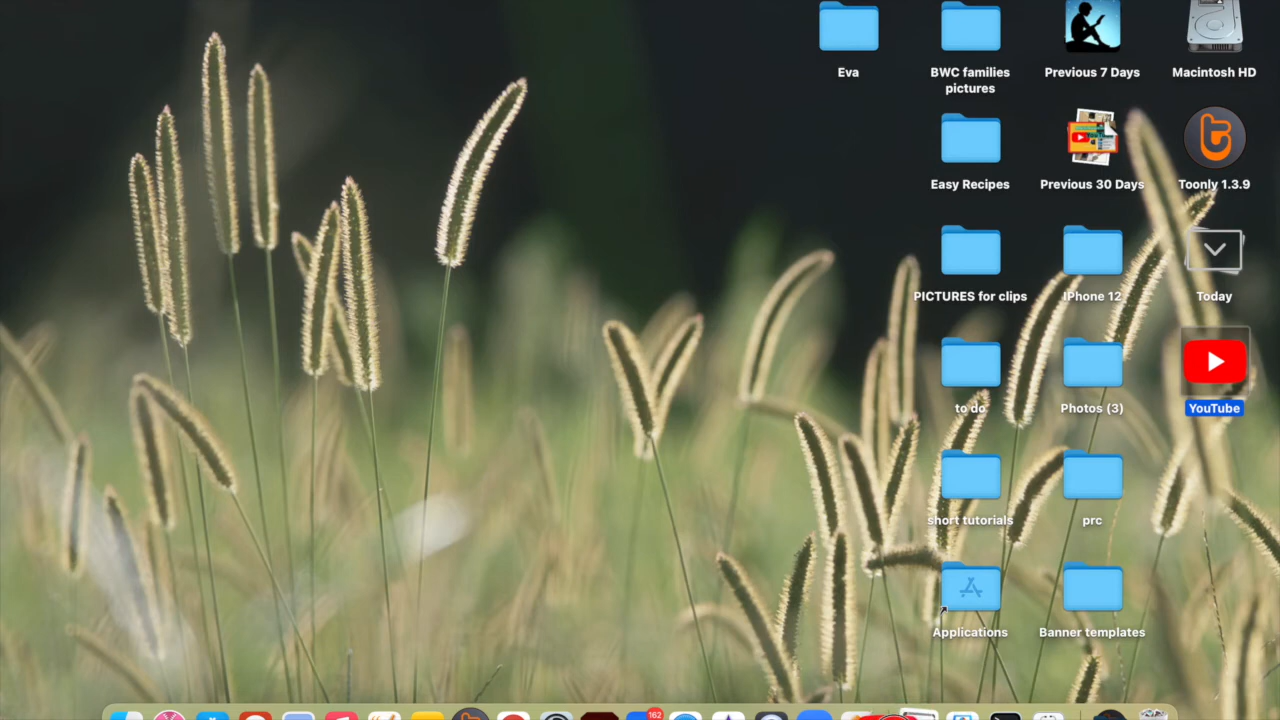 Eva
BWC families
pictures
Previous 7 Days
Macintosh HD
Easy Recipes
Previous 30 Days
Toonly 1.3.9
PICTURES for clips
IPhone 12
Today
to do
Photos (3)
YouTube
short tutorials
prc
Applications
Banner templates
162